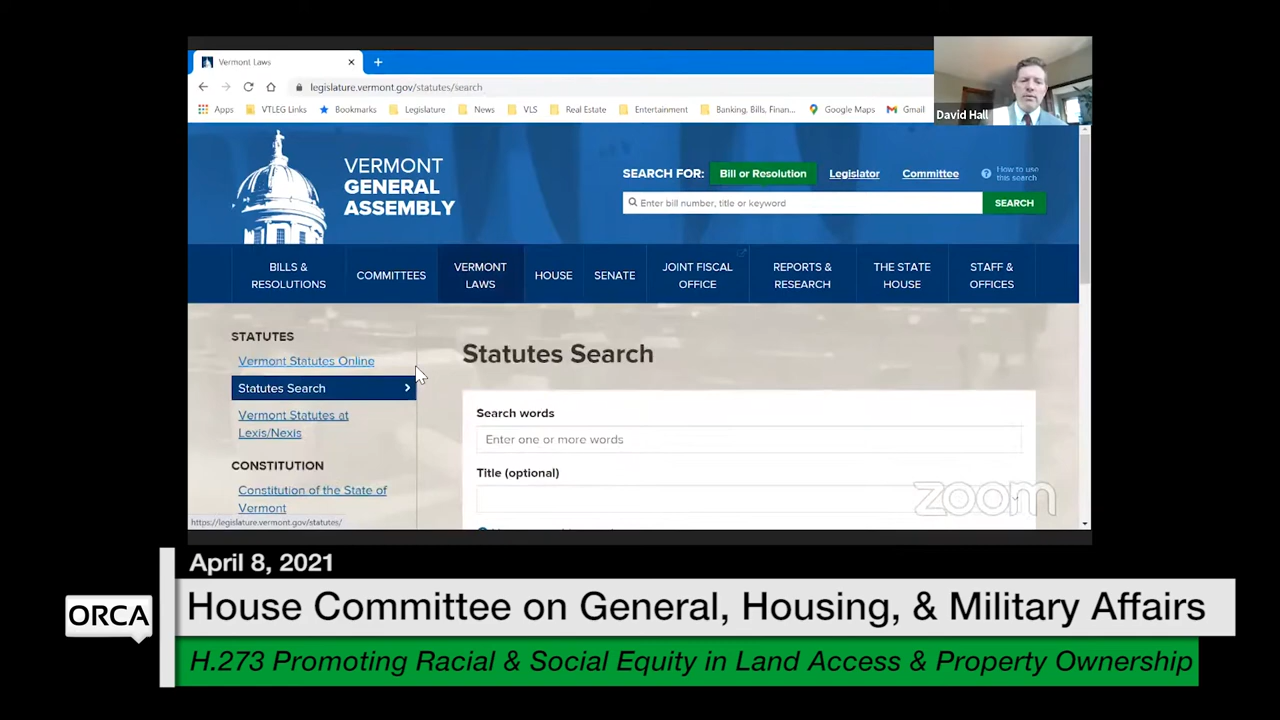 Vermont Laws
legislature.vermont.gov/statutes/search
Apps VTLEG Links Bookmarks Legislature News VLS Real Estate Entertainment Banking, Bills, Finan... Google Maps Gmail
David Hall
VERMONT
GENERAL
ASSEMBLY
SEARCH FOR: Bill or Resolution Legislator Committee How to use
this search
Enter bill number, title or keyword SEARCH
BILLS &
RESOLUTIONS
COMMITTEES
VERMONT
LAWS
HOUSE
SENATE
JOINT FISCAL
OFFICE
REPORTS &
RESEARCH
THE STATE
HOUSE
STAFF &
OFFICES
STATUTES
Vermont Statutes Online
Statutes Search
Vermont Statutes at
Lexis/Nexis
CONSTITUTION
Constitution of the State of
Vermont
https://legislature.vermont.gov/statutes/
Statutes Search
Search words
Enter one or more words
Title (optional)
zoom
April 8, 2021
ORCA
House Committee on General, Housing, & Military Affairs
H.273 Promoting Racial & Social Equity in Land Access & Property Ownership